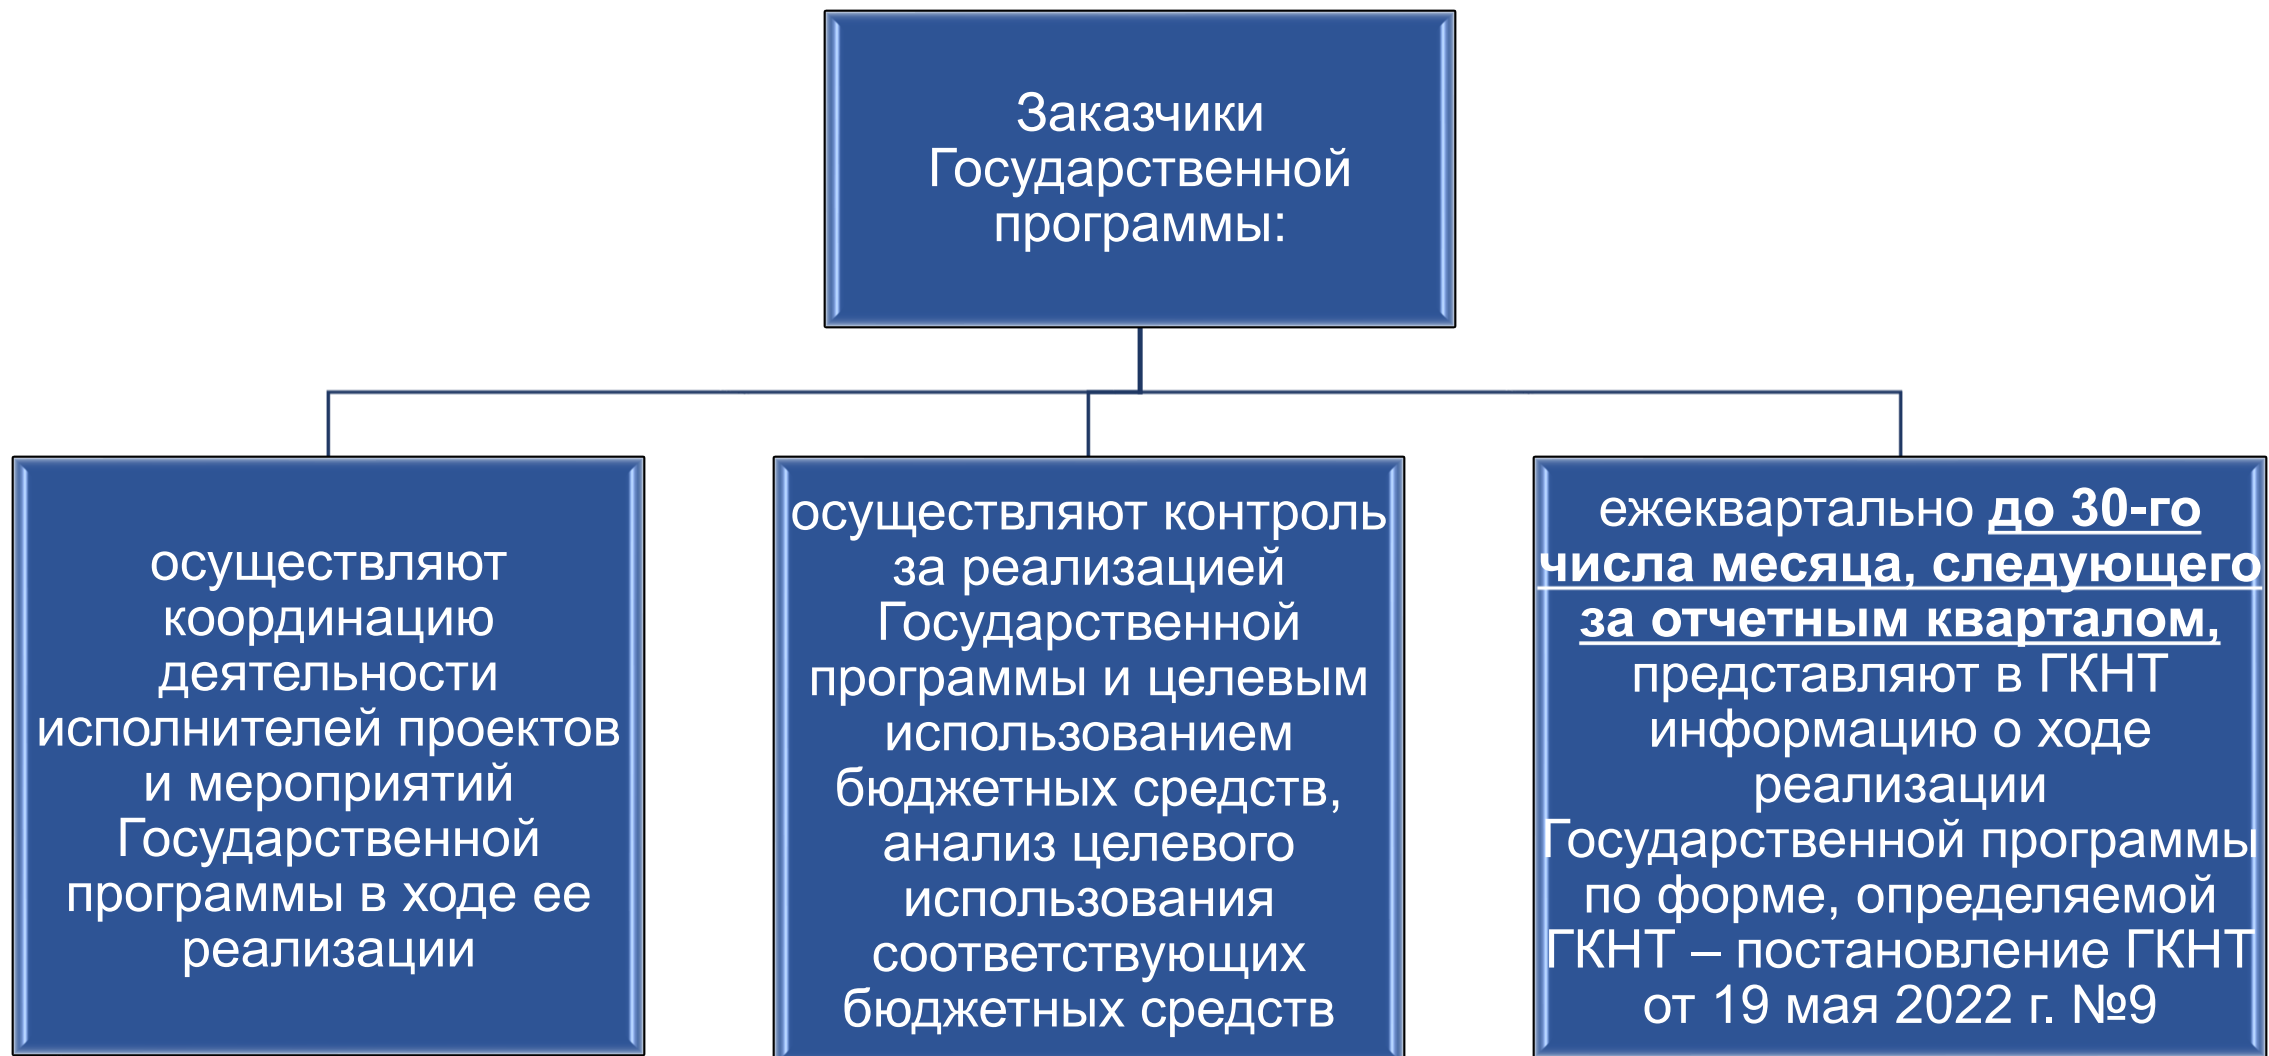 Заказчики
Государственной
программы:
осуществляют
координацию
деятельности
исполнителей проектов
и мероприятий
Государственной
программы в ходе ее
реализации
осуществляют контроль
за реализацией
Государственной
программы и целевым
использованием
бюджетных средств,
анализ целевого
использования
соответствующих
бюджетных средств
ежеквартально до 30-го
числа месяца, следующего
за отчетным кварталом,
представляют в ГКНТ
информацию о ходе
реализации
Государственной программы
по форме, определяемой
ГКНТ – постановление ГКНТ
от 19 мая 2022 г. №9